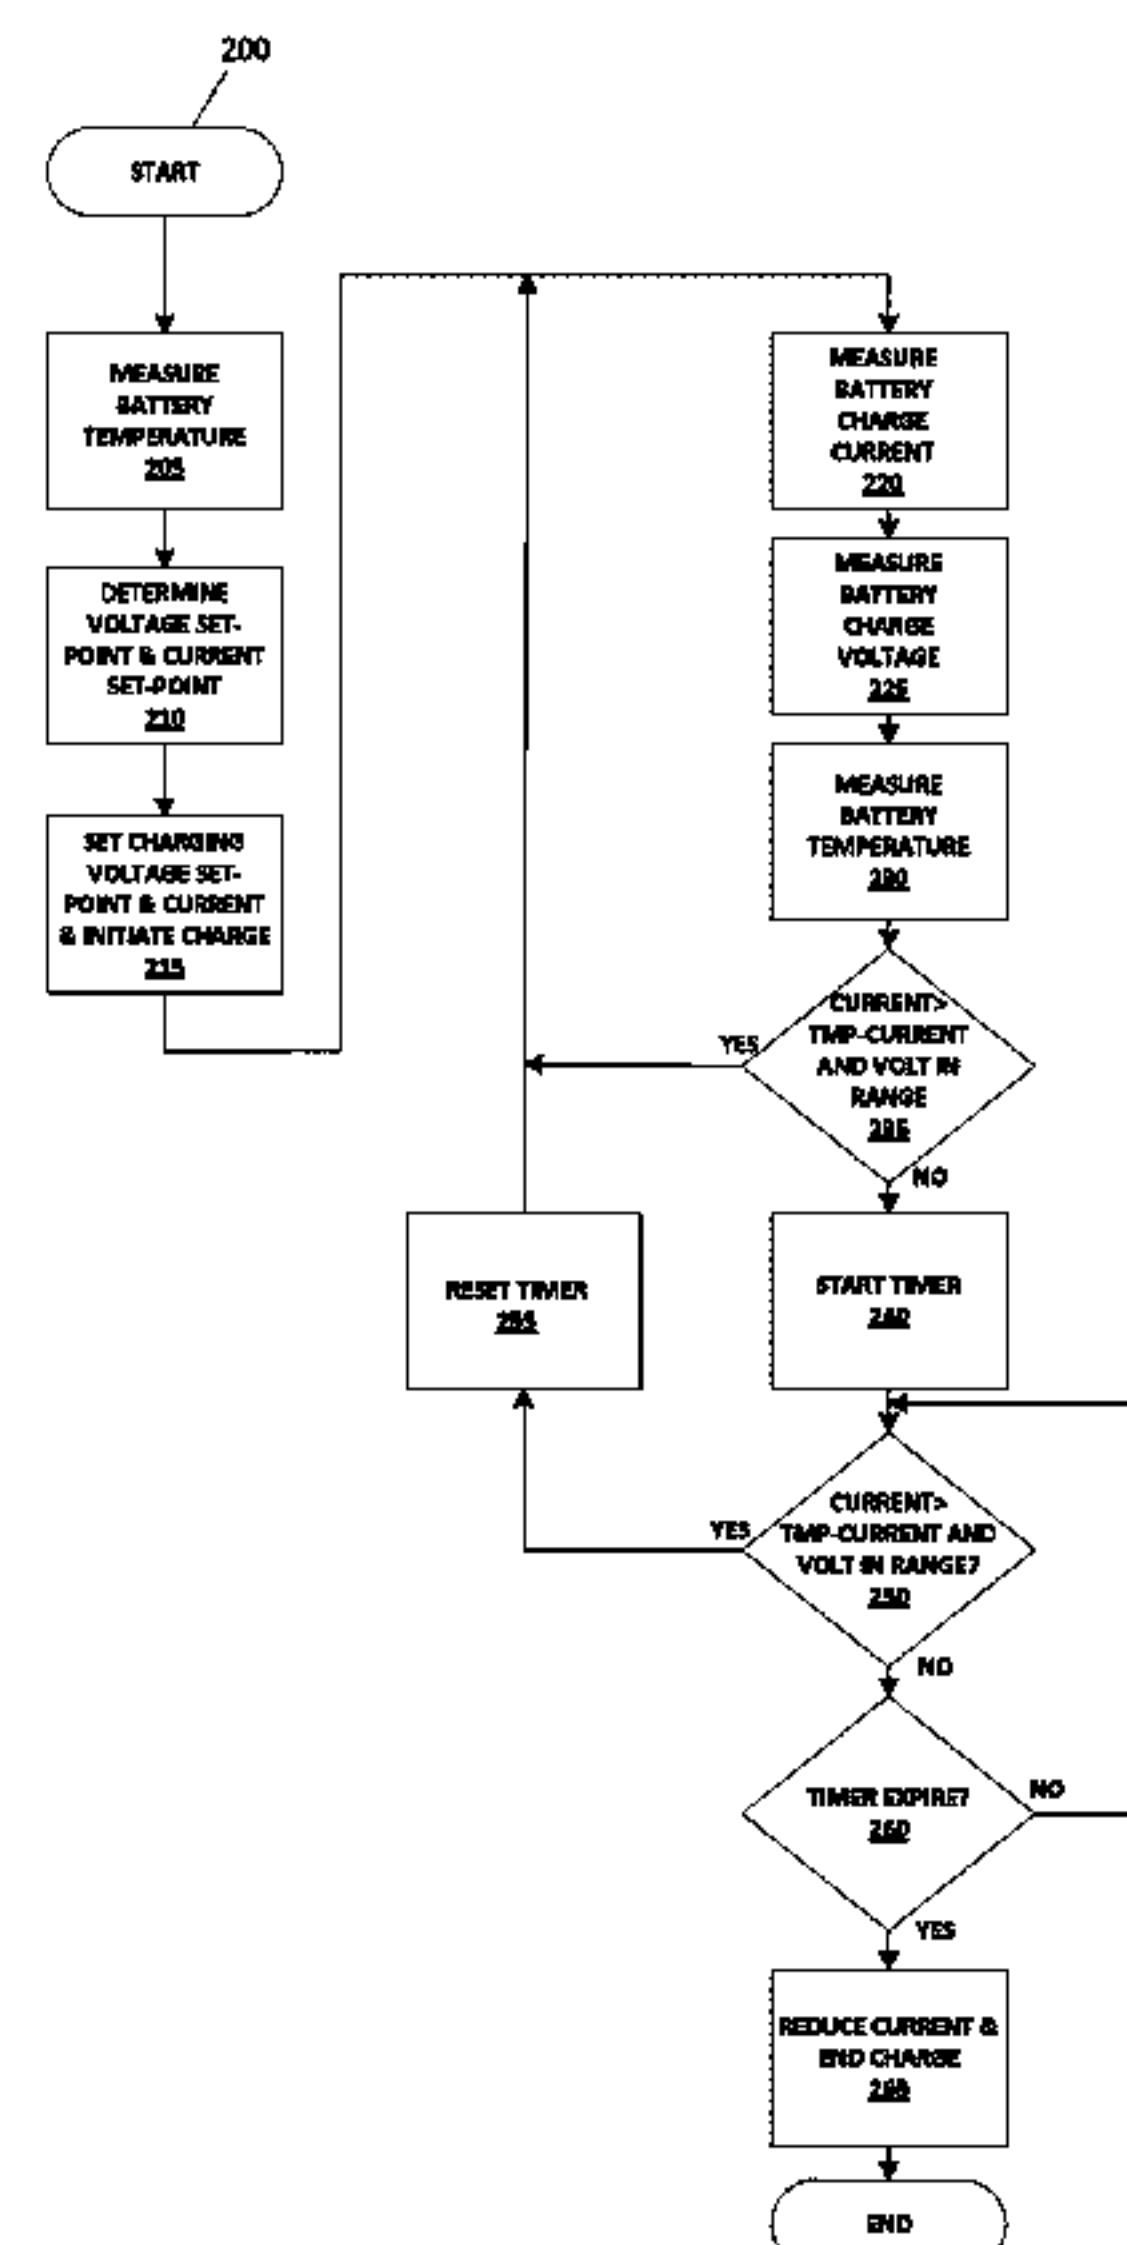 200
START
MEASURE
BATTERY
TEMPERATURE
205
DETERMINE
VOLTAGE SET-
POINT & CURRENT
SET-POINT
210
SET CHARGING
VOLTAGE SET-
POINT & CURRENT
& INITIATE CHARGE
215
MEASURE
BATTERY
CHARGE
CURRENT
220
MEASURE
BATTERY
CHARGE
VOLTAGE
225
MEASURE
BATTERY
TEMPERATURE
230
CURRENT>
TMP-CURRENT
AND VOLT IN
RANGE
235
YES
NO
RESET TIMER
255
START TIMER
240
CURRENT>
TMP-CURRENT AND
VOLT IN RANGE?
250
YES
NO
TIMER EXPIRE?
260
NO
YES
REDUCE CURRENT &
END CHARGE
END